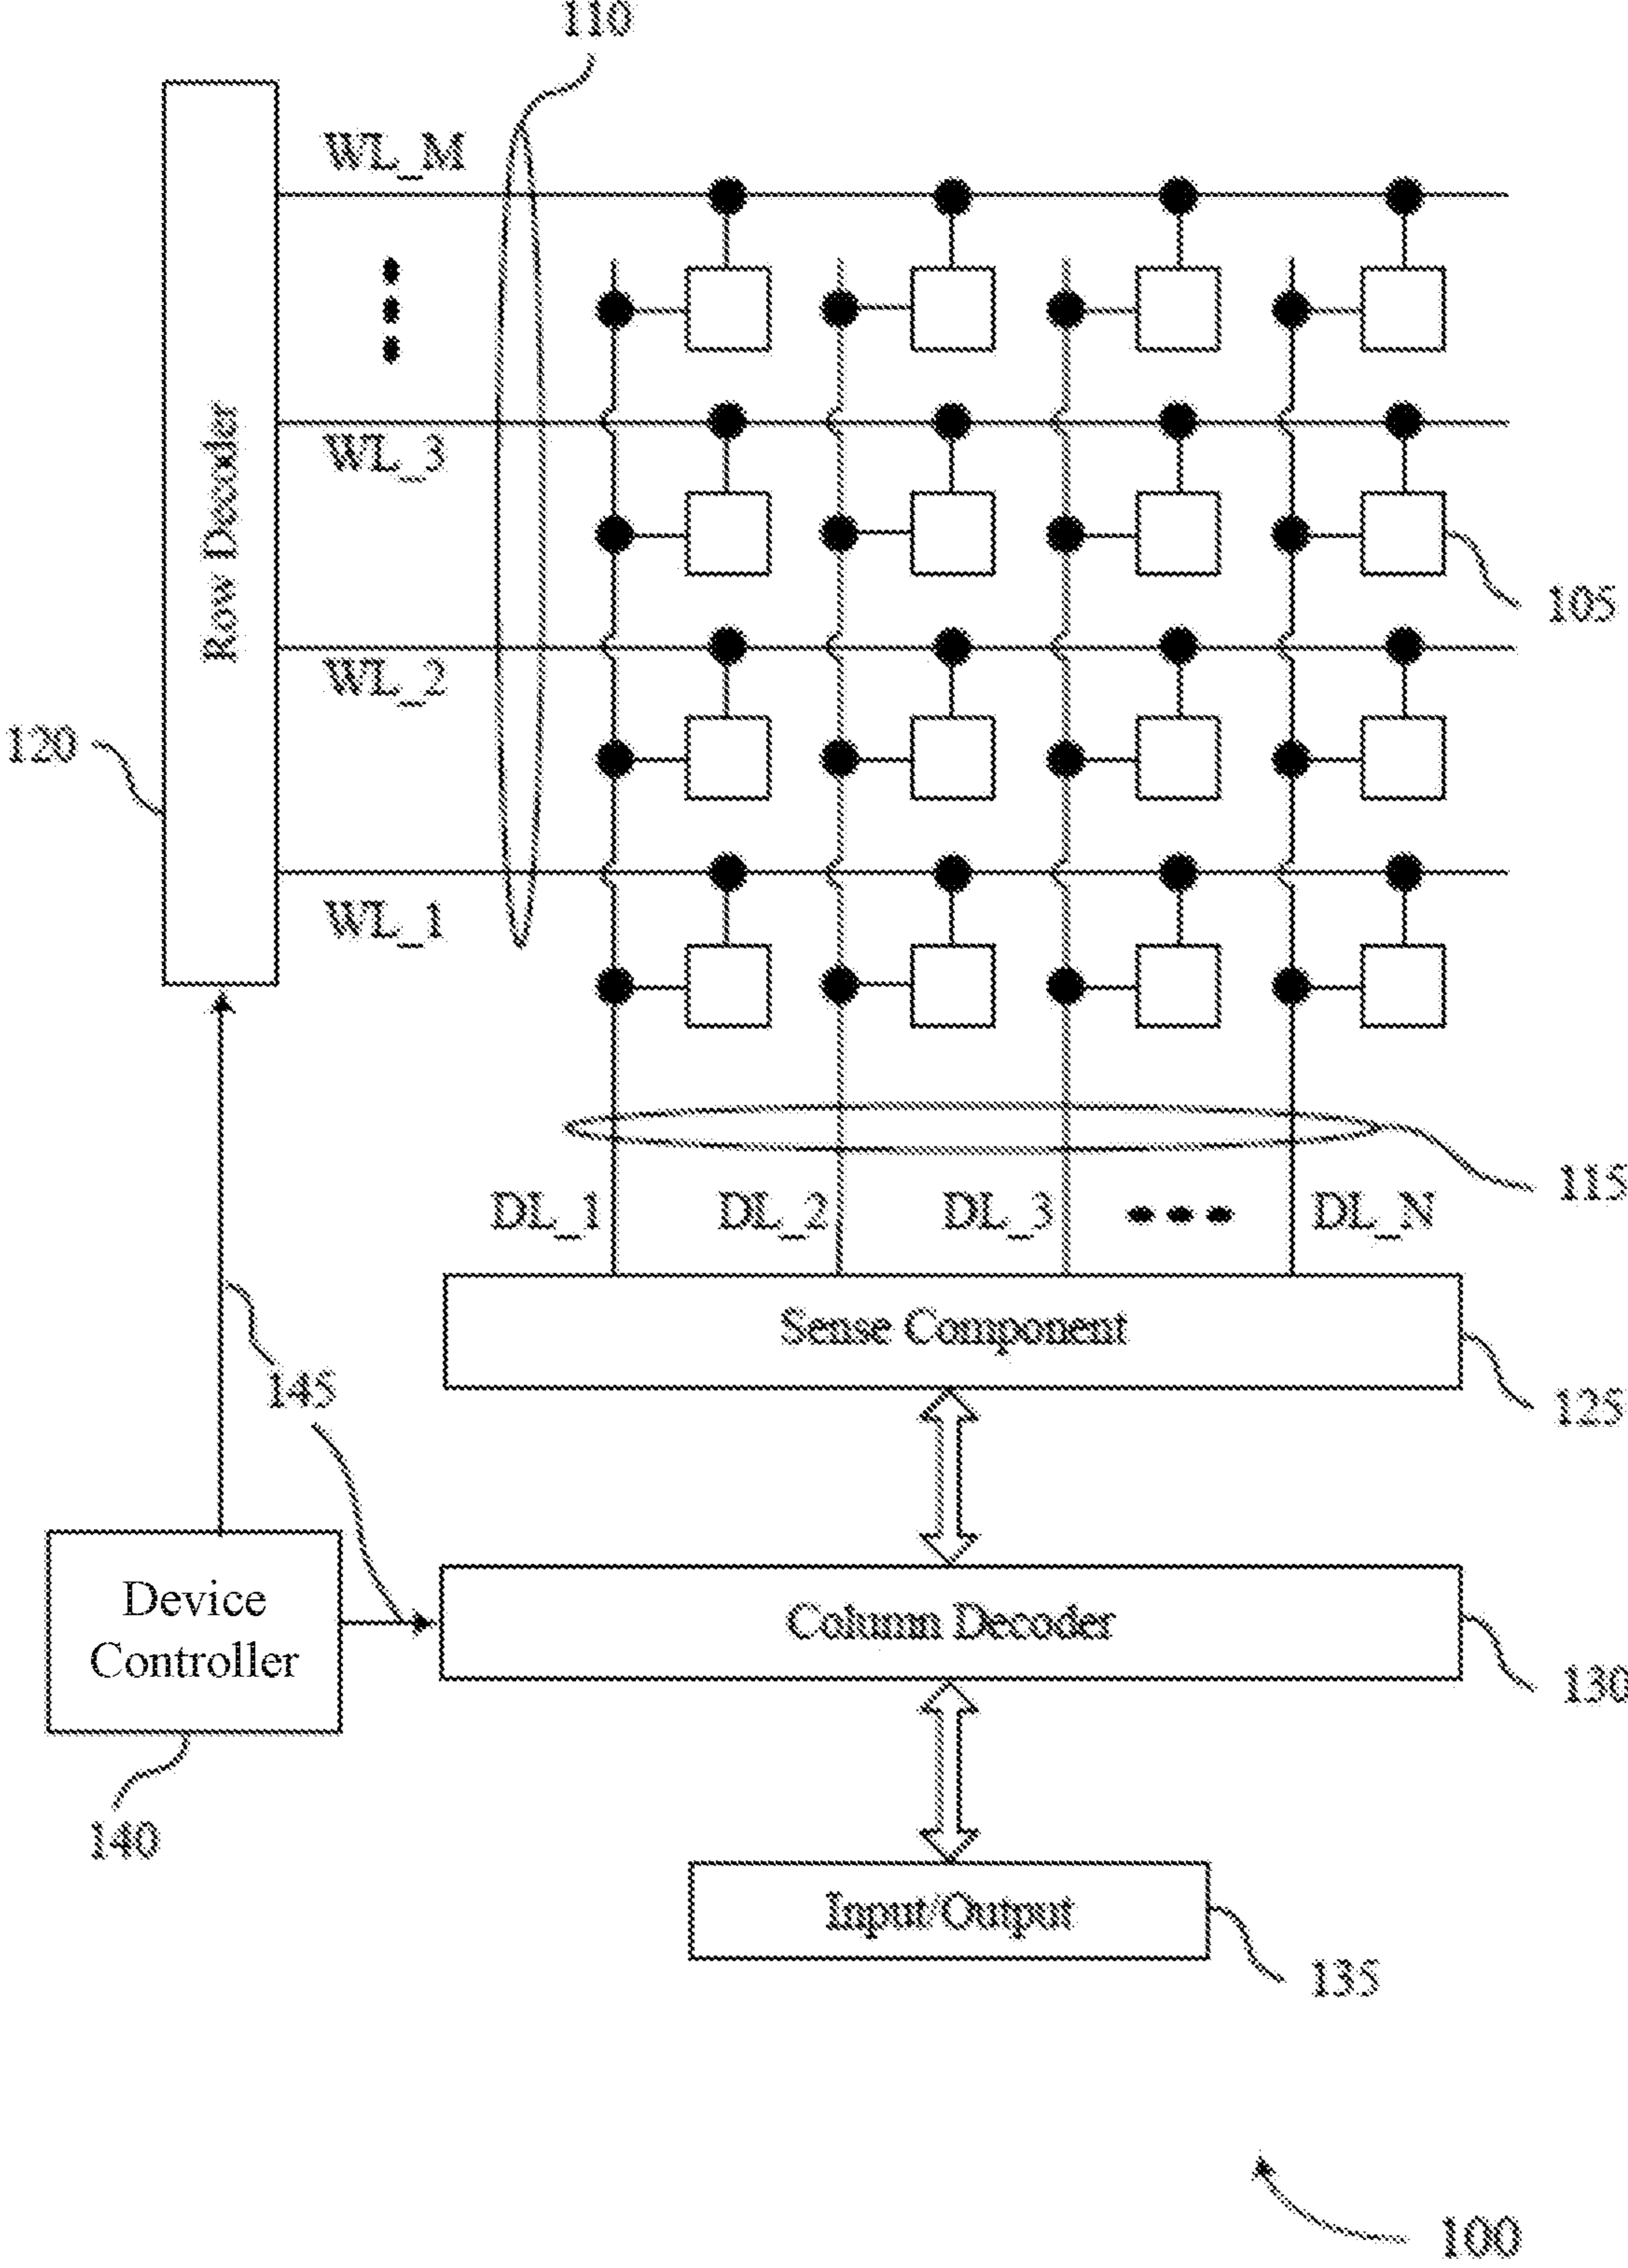 110
WL_M
WL_3
Row Decoder
105
WL_2
120
WL_1
115
DL_1 DL_2 DL_3 DL_N
Sense Component
145
125
Device
Controller
Column Decoder
130
140
Input/Output
135
100